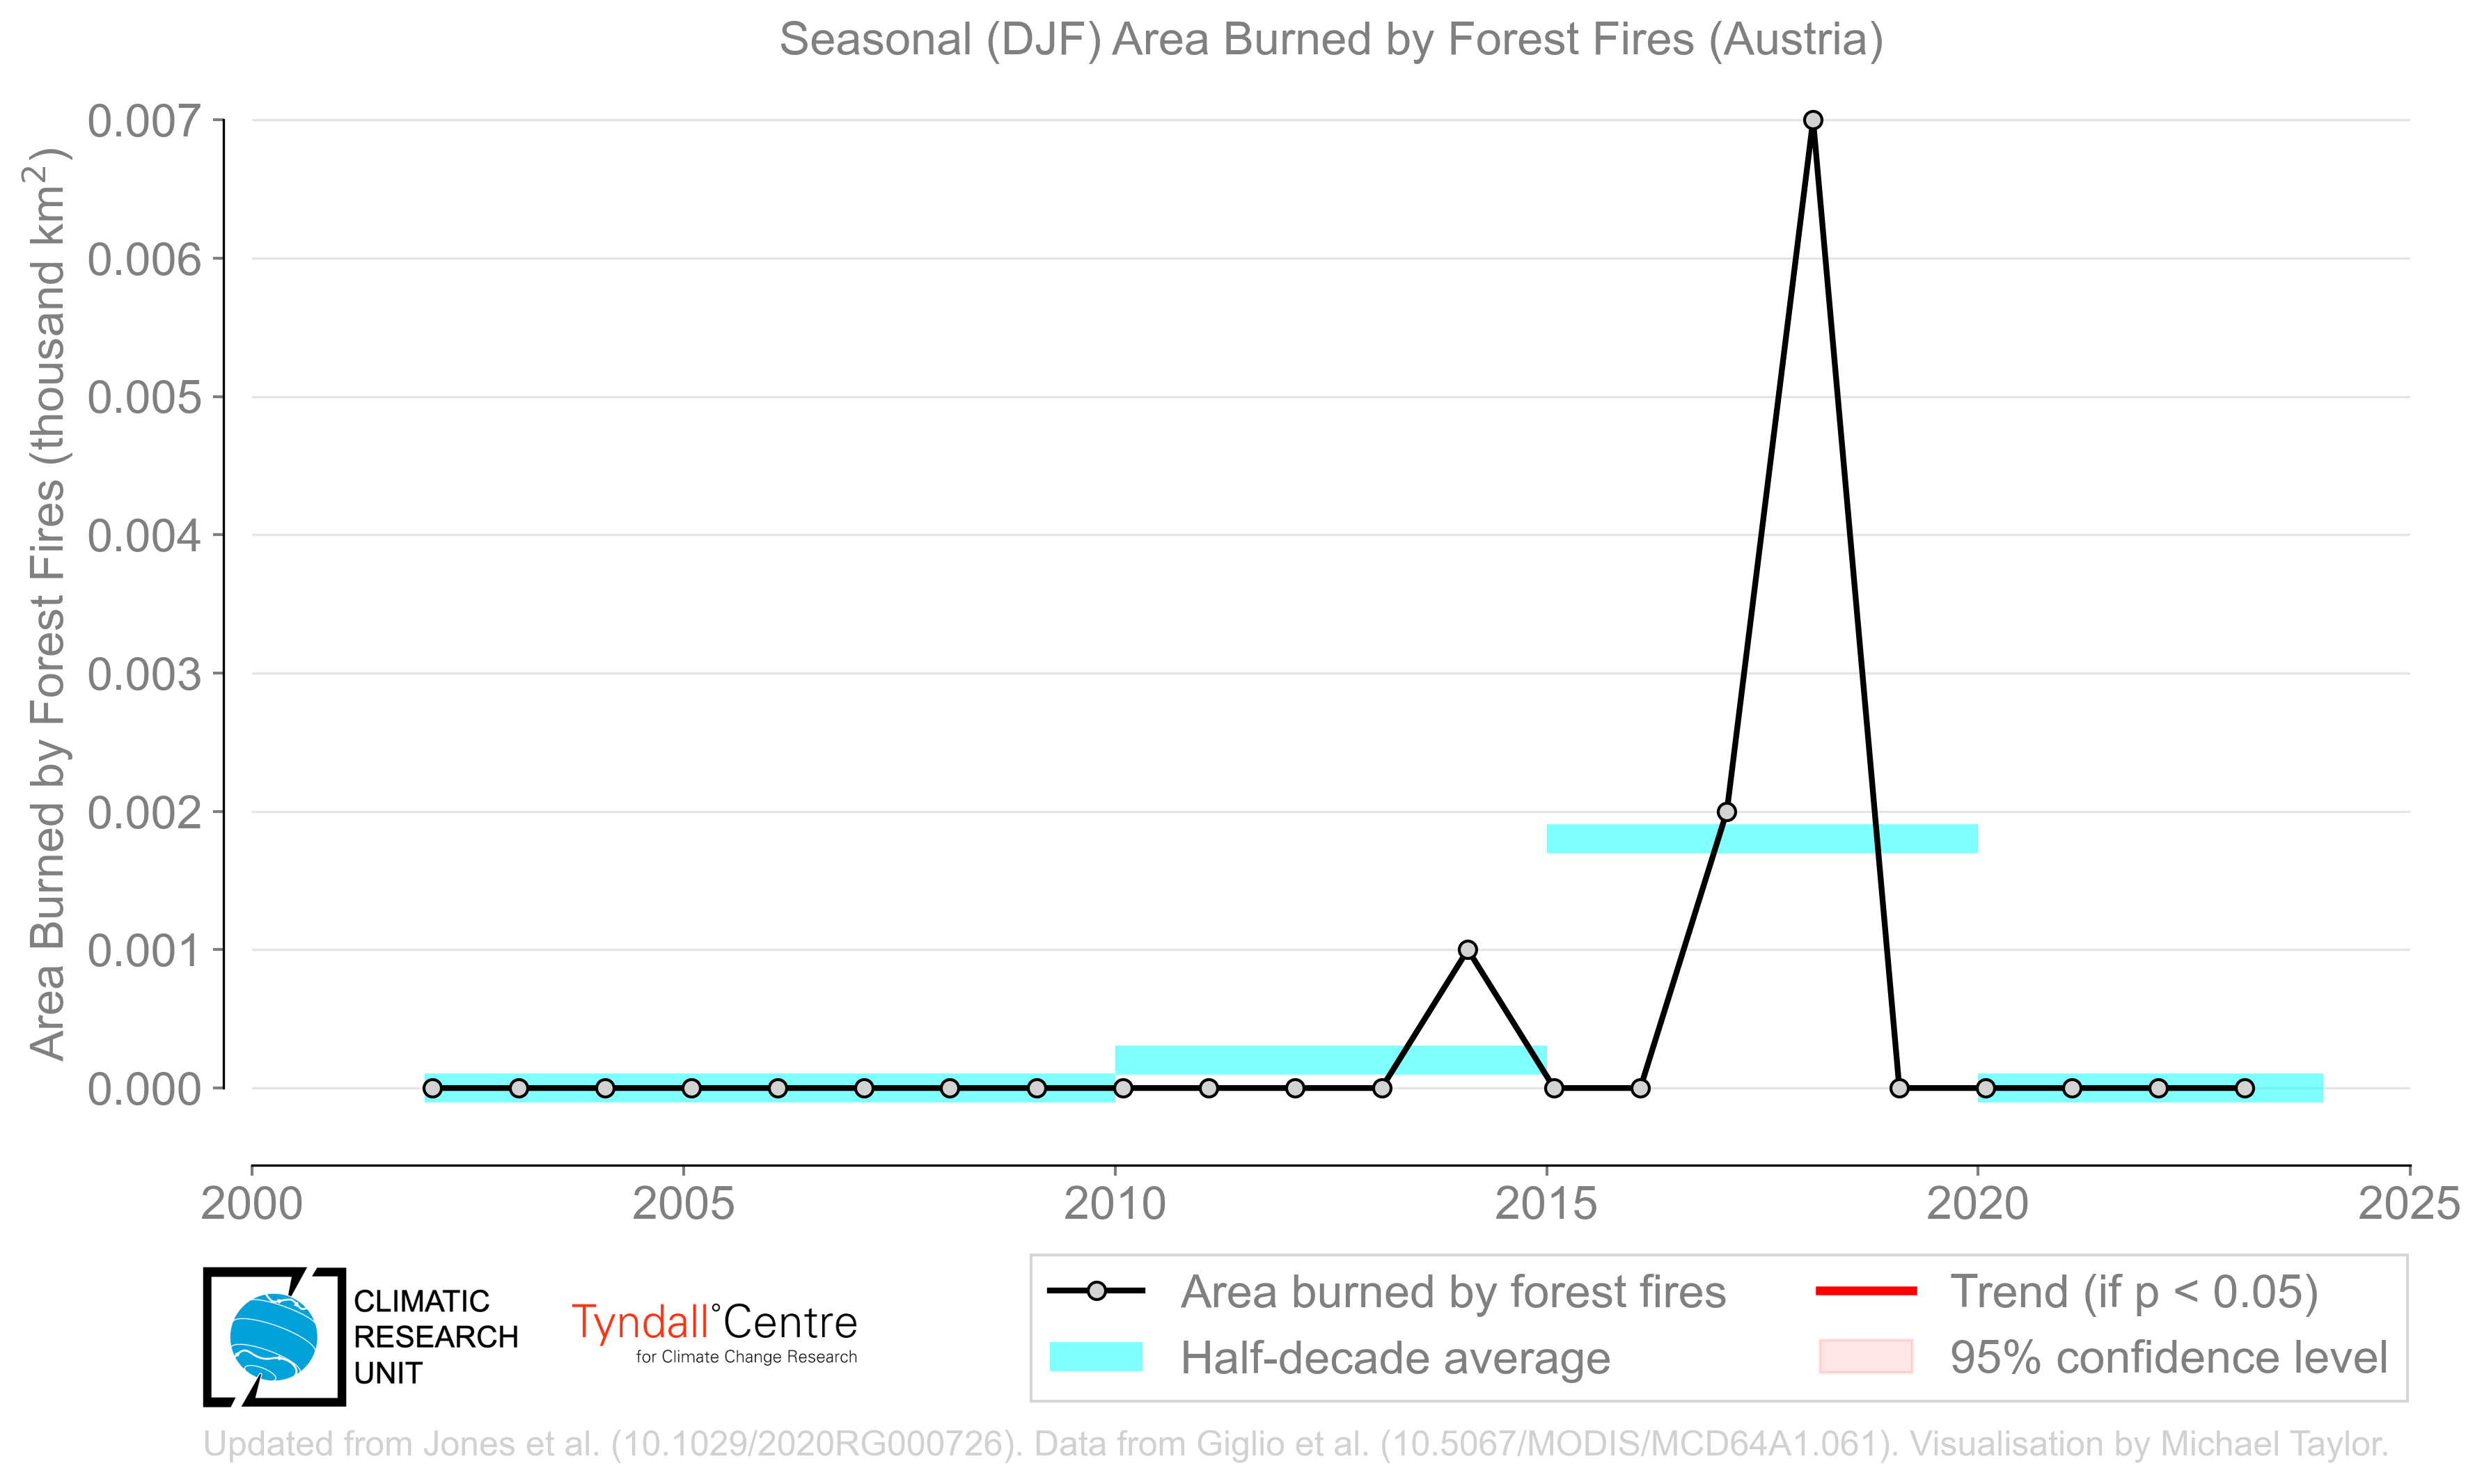 Seasonal (DJF) Area Burned by Forest Fires (Austria)
Area Burned by Forest Fires (thousand km²)
0.007
0.006
0.005
0.004
0.003
0.002
0.001
0.000
2000 2005 2010 2015 2020 2025
CLIMATIC
RESEARCH
UNIT
Tyndall°Centre
for Climate Change Research
Area burned by forest fires
Half-decade average
Trend (if p < 0.05)
95% confidence level
Updated from Jones et al. (10.1029/2020RG000726). Data from Giglio et al. (10.5067/MODIS/MCD64A1.061). Visualisation by Michael Taylor.